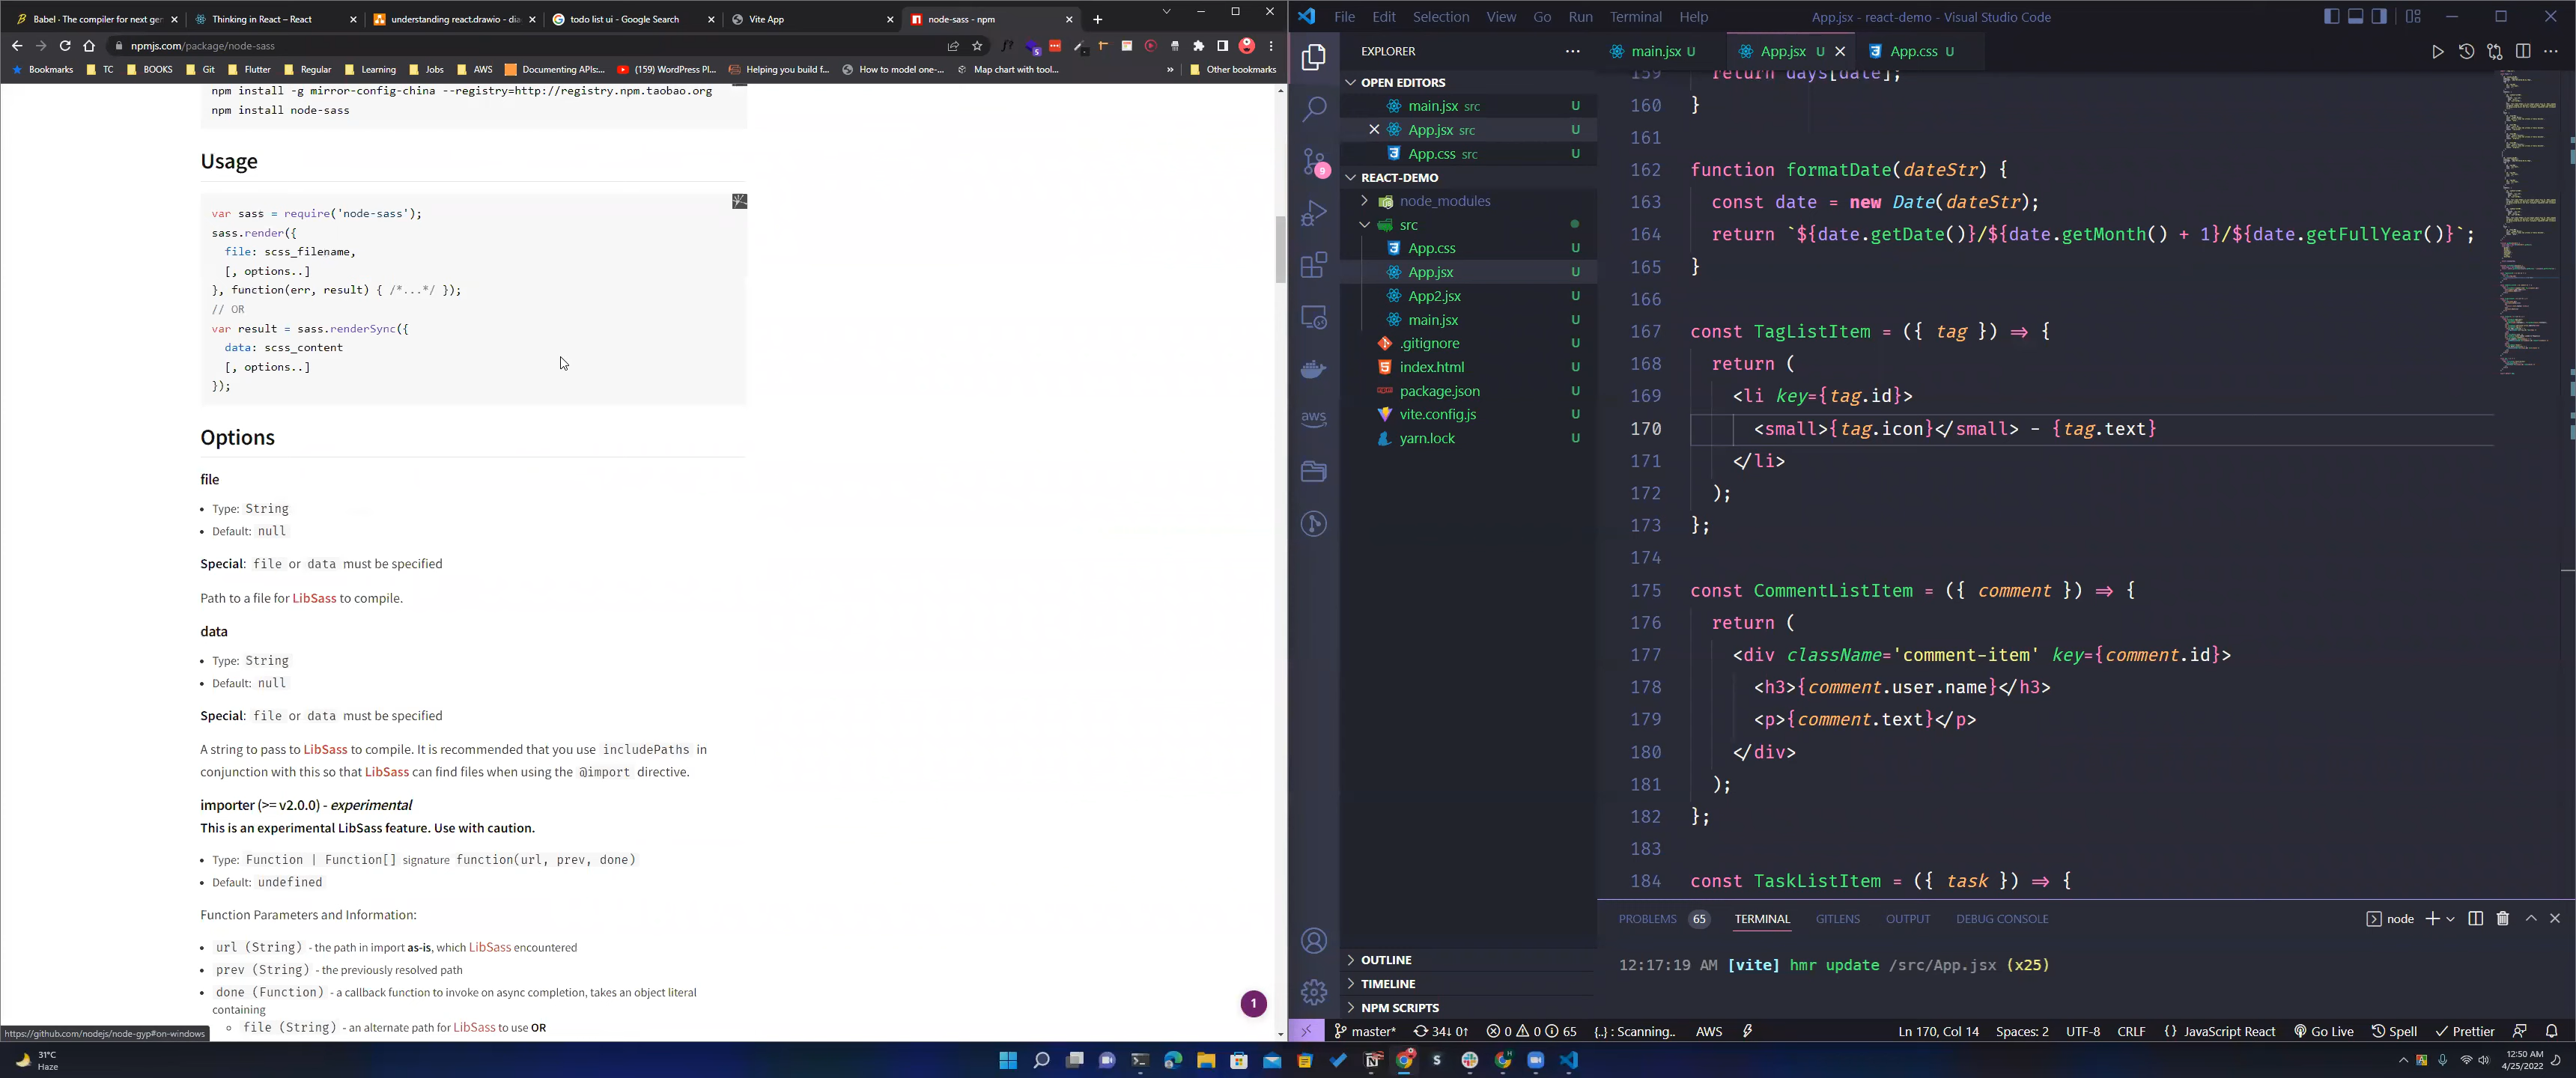 Babel · The compiler for next gen
Thinking in React – React
understanding react.drawio - dia
todo list ui - Google Search
Vite App
node-sass - npm
npmjs.com/package/node-sass
Bookmarks
TC
BOOKS
Git
Flutter
Regular
Learning
Jobs
AWS
Documenting APIs:...
(159) WordPress Pl...
Helping you build f...
How to model one-...
Map chart with tool...
»
Other bookmarks
npm install -g mirror-config-china --registry=http://registry.npm.taobao.org
npm install node-sass
Usage
var sass = require('node-sass');
sass.render({
file: scss_filename,
[, options..]
}, function(err, result) { /*...*/ });
// OR
var result = sass.renderSync({
data: scss_content
[, options..]
});
Options
file
• Type: String
• Default: null
Special: file or data must be specified
Path to a file for LibSass to compile.
data
• Type: String
• Default: null
Special: file or data must be specified
A string to pass to LibSass to compile. It is recommended that you use includePaths in
conjunction with this so that LibSass can find files when using the @import directive.
importer (>= v2.0.0) - experimental
This is an experimental LibSass feature. Use with caution.
• Type: Function | Function[] signature function(url, prev, done)
• Default: undefined
Function Parameters and Information:
• url (String) - the path in import as-is, which LibSass encountered
• prev (String) - the previously resolved path
• done (Function) - a callback function to invoke on async completion, takes an object literal
containing
file (String) - an alternate path for LibSass to use OR
1
https://github.com/nodejs/node-gyp#on-windows
File Edit Selection View Go Run Terminal Help
App.jsx - react-demo - Visual Studio Code
EXPLORER
OPEN EDITORS
main.jsx src U
App.jsx src U
App.css src U
REACT-DEMO
node_modules
src
App.css U
App.jsx U
App2.jsx U
main.jsx U
.gitignore U
index.html U
package.json U
vite.config.js U
yarn.lock U
9
aws
OUTLINE
TIMELINE
NPM SCRIPTS
main.jsx U
App.jsx U
App.css U
159 return days[date];
160 }
161
162 function formatDate(dateStr) {
163 const date = new Date(dateStr);
164 return `${date.getDate()}/${date.getMonth() + 1}/${date.getFullYear()}`;
165 }
166
167 const TagListItem = ({ tag }) => {
168 return (
169 <li key={tag.id}>
170 <small>{tag.icon}</small> - {tag.text}
171 </li>
172 );
173 };
174
175 const CommentListItem = ({ comment }) => {
176 return (
177 <div className='comment-item' key={comment.id}>
178 <h3>{comment.user.name}</h3>
179 <p>{comment.text}</p>
180 </div>
181 );
182 };
183
184 const TaskListItem = ({ task }) => {
PROBLEMS 65 TERMINAL GITLENS OUTPUT DEBUG CONSOLE
node
12:17:19 AM [vite] hmr update /src/App.jsx (x25)
master* 34↓ 0↑ 0 0 65 {..} : Scanning.. AWS
Ln 170, Col 14 Spaces: 2 UTF-8 CRLF {} JavaScript React Go Live Spell Prettier
31°C
Haze
12:50 AM
4/25/2022